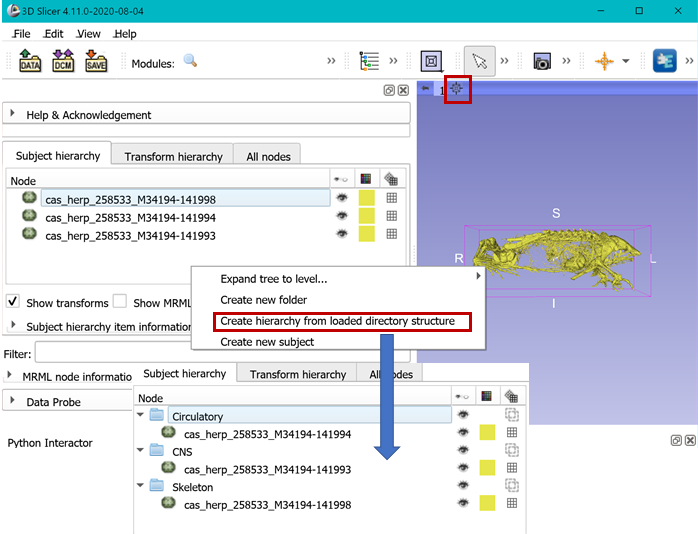 3D Slicer 4.11.0-2020-08-04
File Edit View Help
DATA DCM SAVE Modules:
1
Help & Acknowledgement
Subject hierarchy Transform hierarchy All nodes
Node
cas_herp_258533_M34194-141998
cas_herp_258533_M34194-141994
cas_herp_258533_M34194-141993
S
R L
I
Expand tree to level...
Create new folder
Create hierarchy from loaded directory structure
Create new subject
Show transforms Show MRML
Subject hierarchy item information
Filter:
MRML node informatio
Data Probe
Python Interactor
Subject hierarchy Transform hierarchy All nodes
Node
Circulatory
cas_herp_258533_M34194-141994
CNS
cas_herp_258533_M34194-141993
Skeleton
cas_herp_258533_M34194-141998